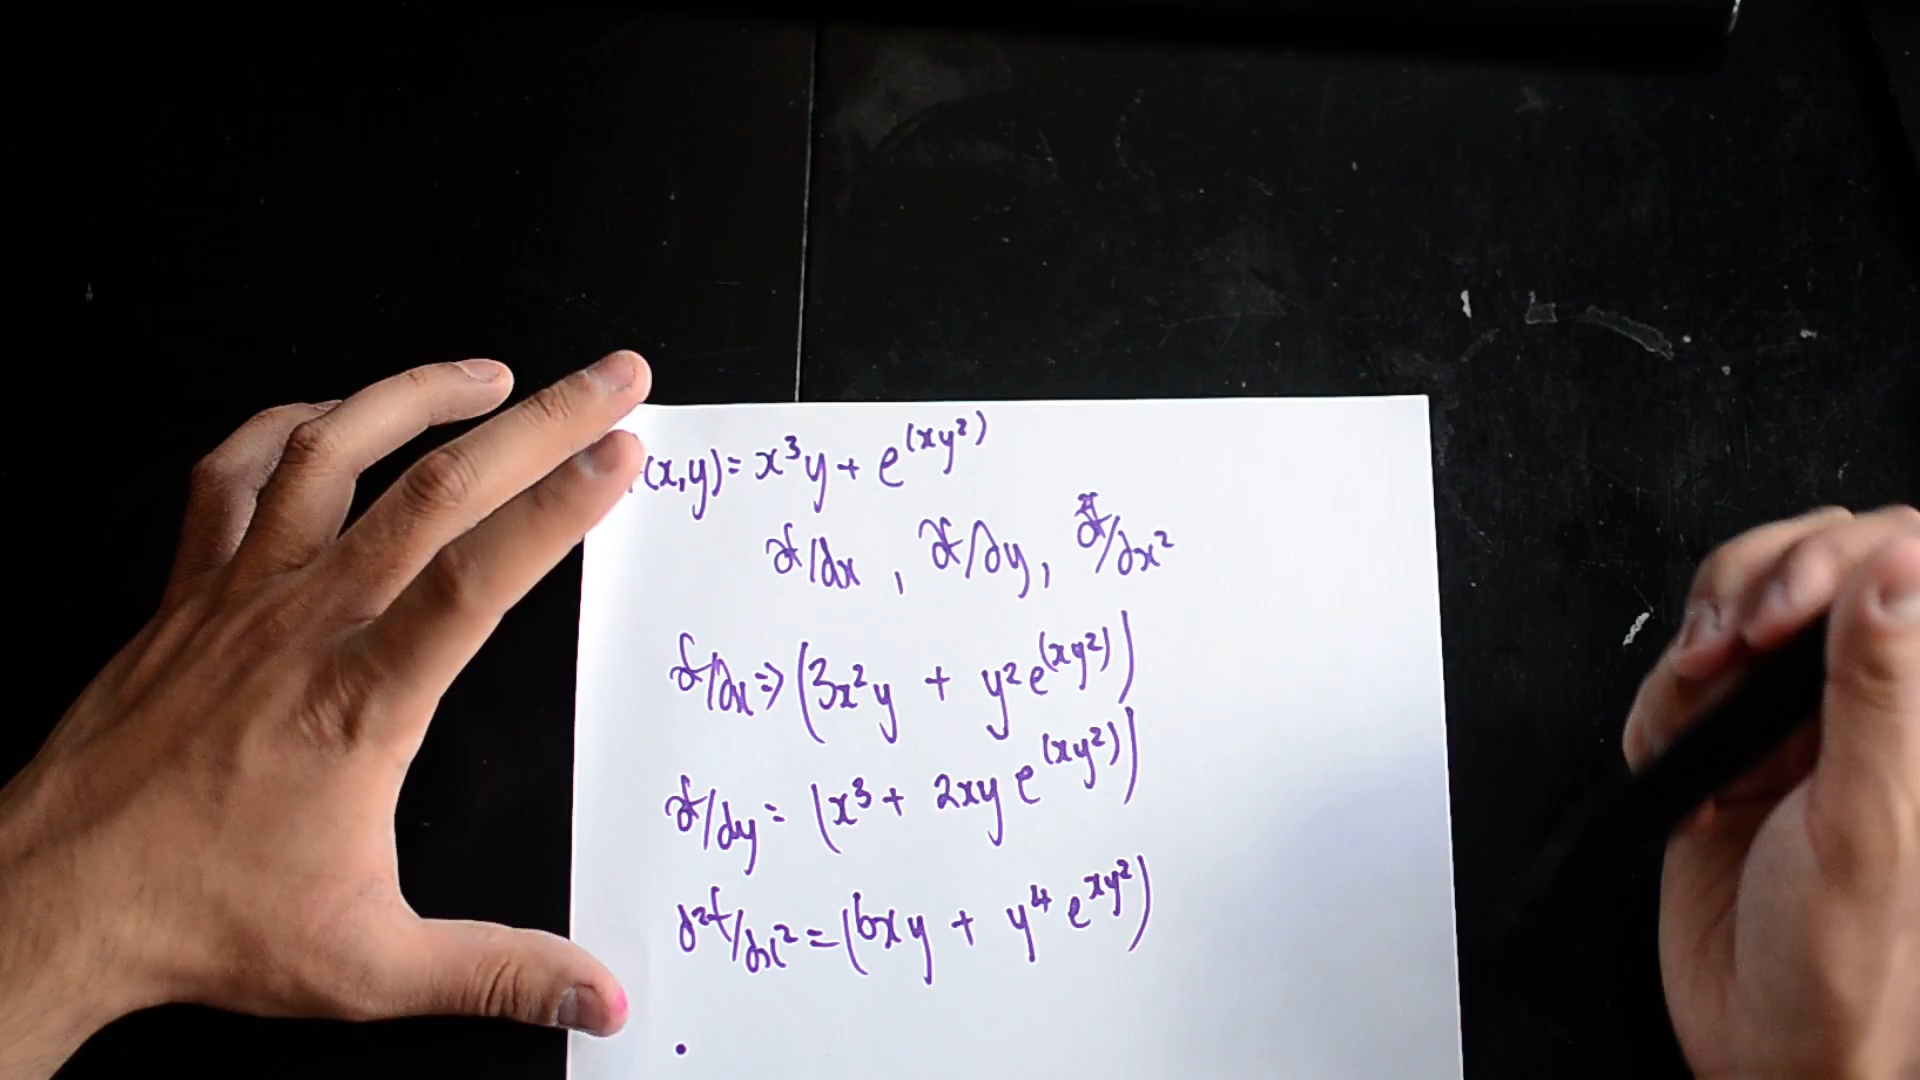 (x,y)= x³y + e^(xy²)
∂f/∂x , ∂f/∂y, ∂²f/∂x²
∂f/∂x ⇒ (3x²y + y²e^(xy²))
∂f/∂y = (x³ + 2xy e^(xy²))
∂²f/∂x² = (6xy + y⁴ e^xy²)